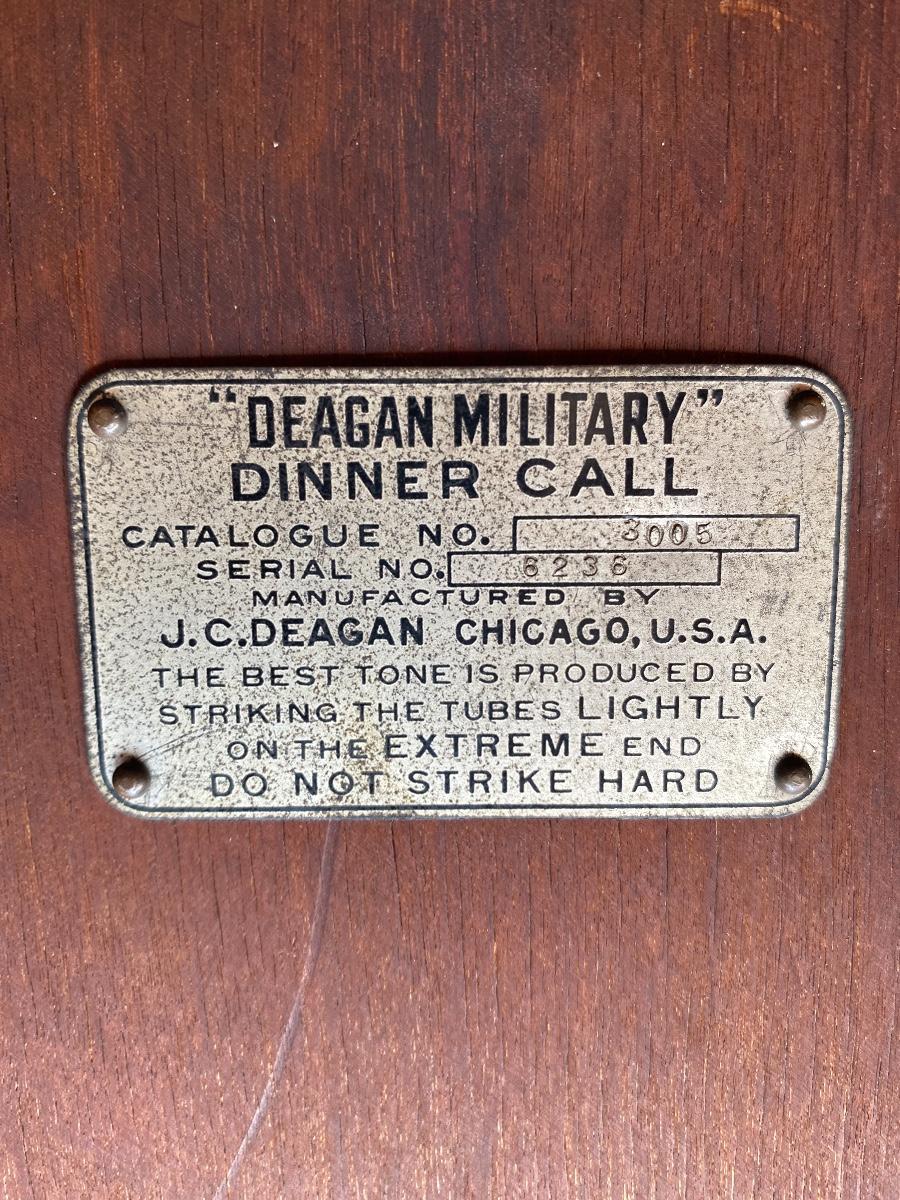 "DEAGAN MILITARY"
DINNER CALL
CATALOGUE NO. 3005
SERIAL NO. 6236
MANUFACTURED BY
J.C.DEAGAN CHICAGO, U.S.A.
THE BEST TONE IS PRODUCED BY
STRIKING THE TUBES LIGHTLY
ON THE EXTREME END
DO NOT STRIKE HARD